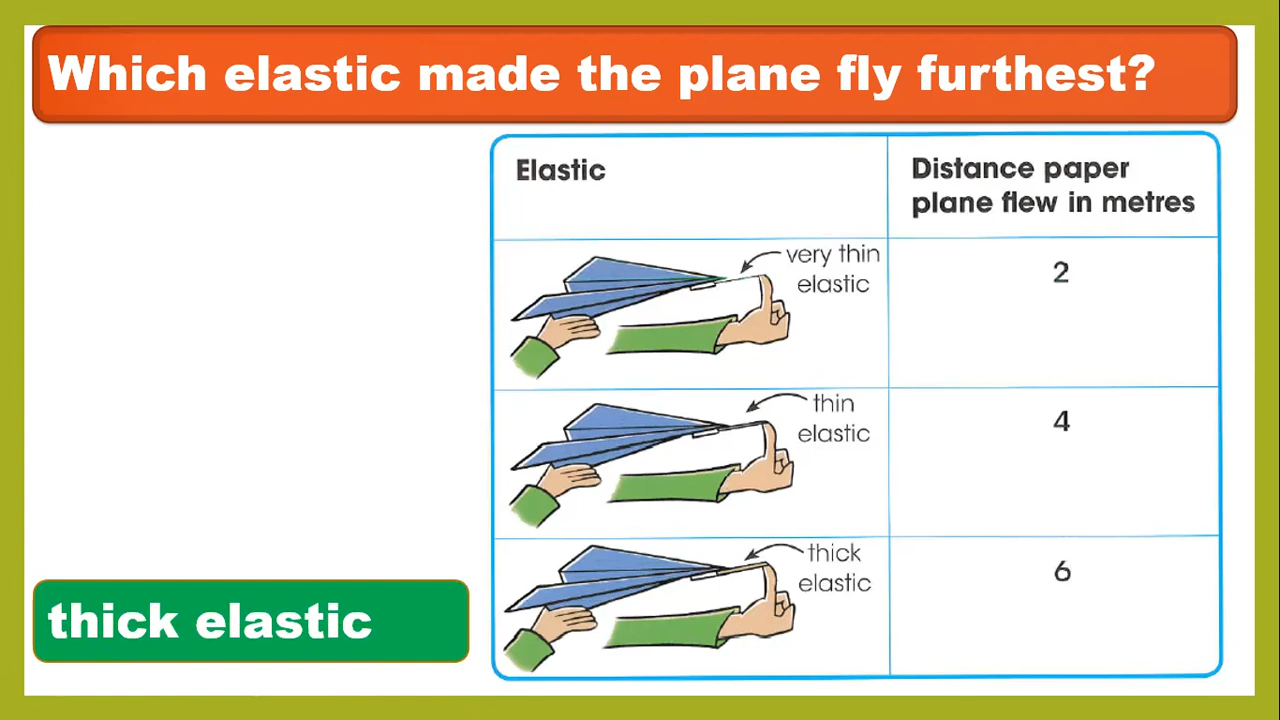 Which elastic made the plane fly furthest?
Elastic
Distance paper
plane flew in metres
very thin
elastic
2
thin
elastic
4
thick
elastic
6
thick elastic